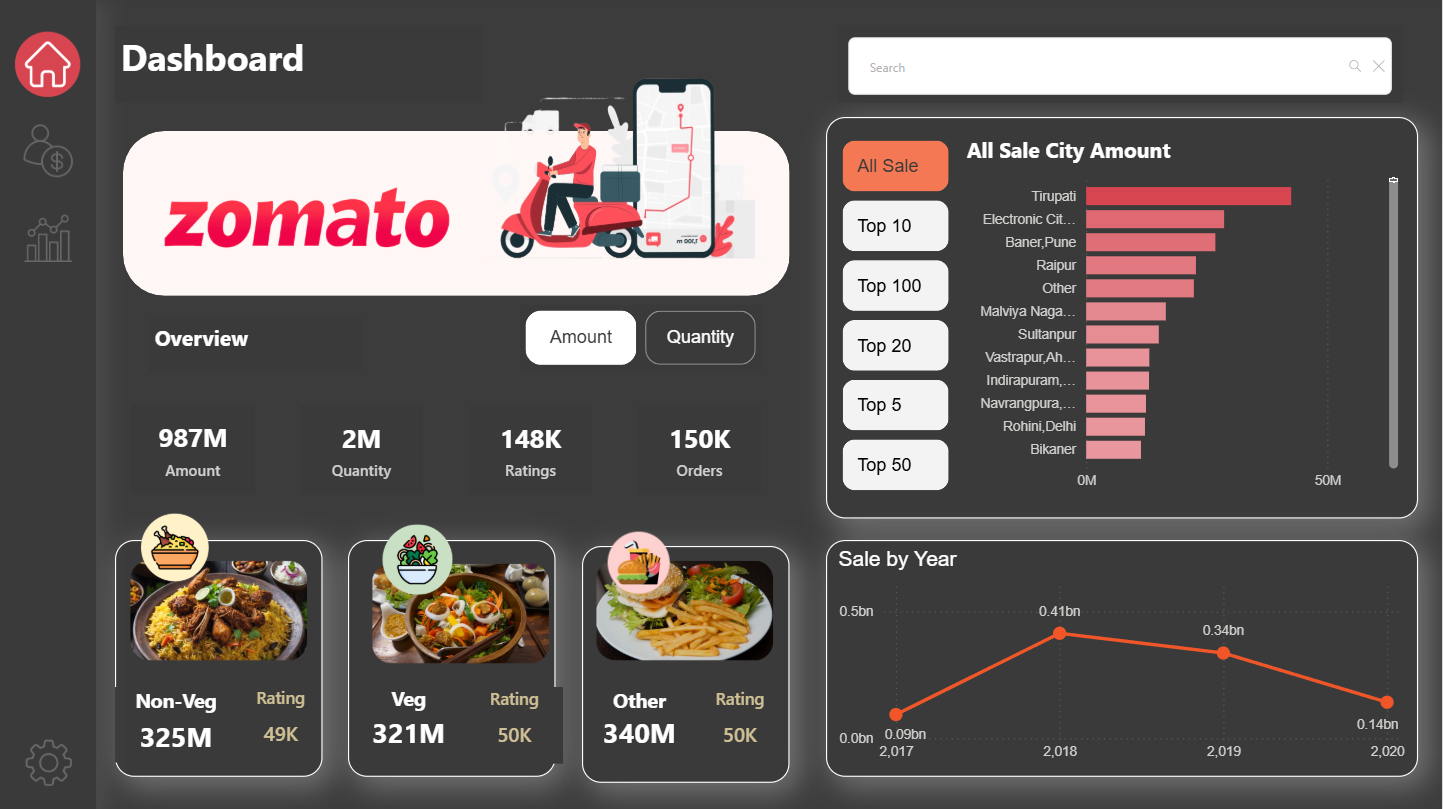 Dashboard
Search
zomato
Overview
Amount
Quantity
987M
Amount
2M
Quantity
148K
Ratings
150K
Orders
All Sale
Top 10
Top 100
Top 20
Top 5
Top 50
All Sale City Amount
Tirupati
Electronic Cit...
Baner,Pune
Raipur
Other
Malviya Naga...
Sultanpur
Vastrapur,Ah...
Indirapuram,...
Navrangpura,...
Rohini,Delhi
Bikaner
0M
50M
Non-Veg
Rating
325M
49K
Veg
Rating
321M
50K
Other
Rating
340M
50K
Sale by Year
0.5bn
0.41bn
0.34bn
0.14bn
0.0bn
0.09bn
2,017
2,018
2,019
2,020